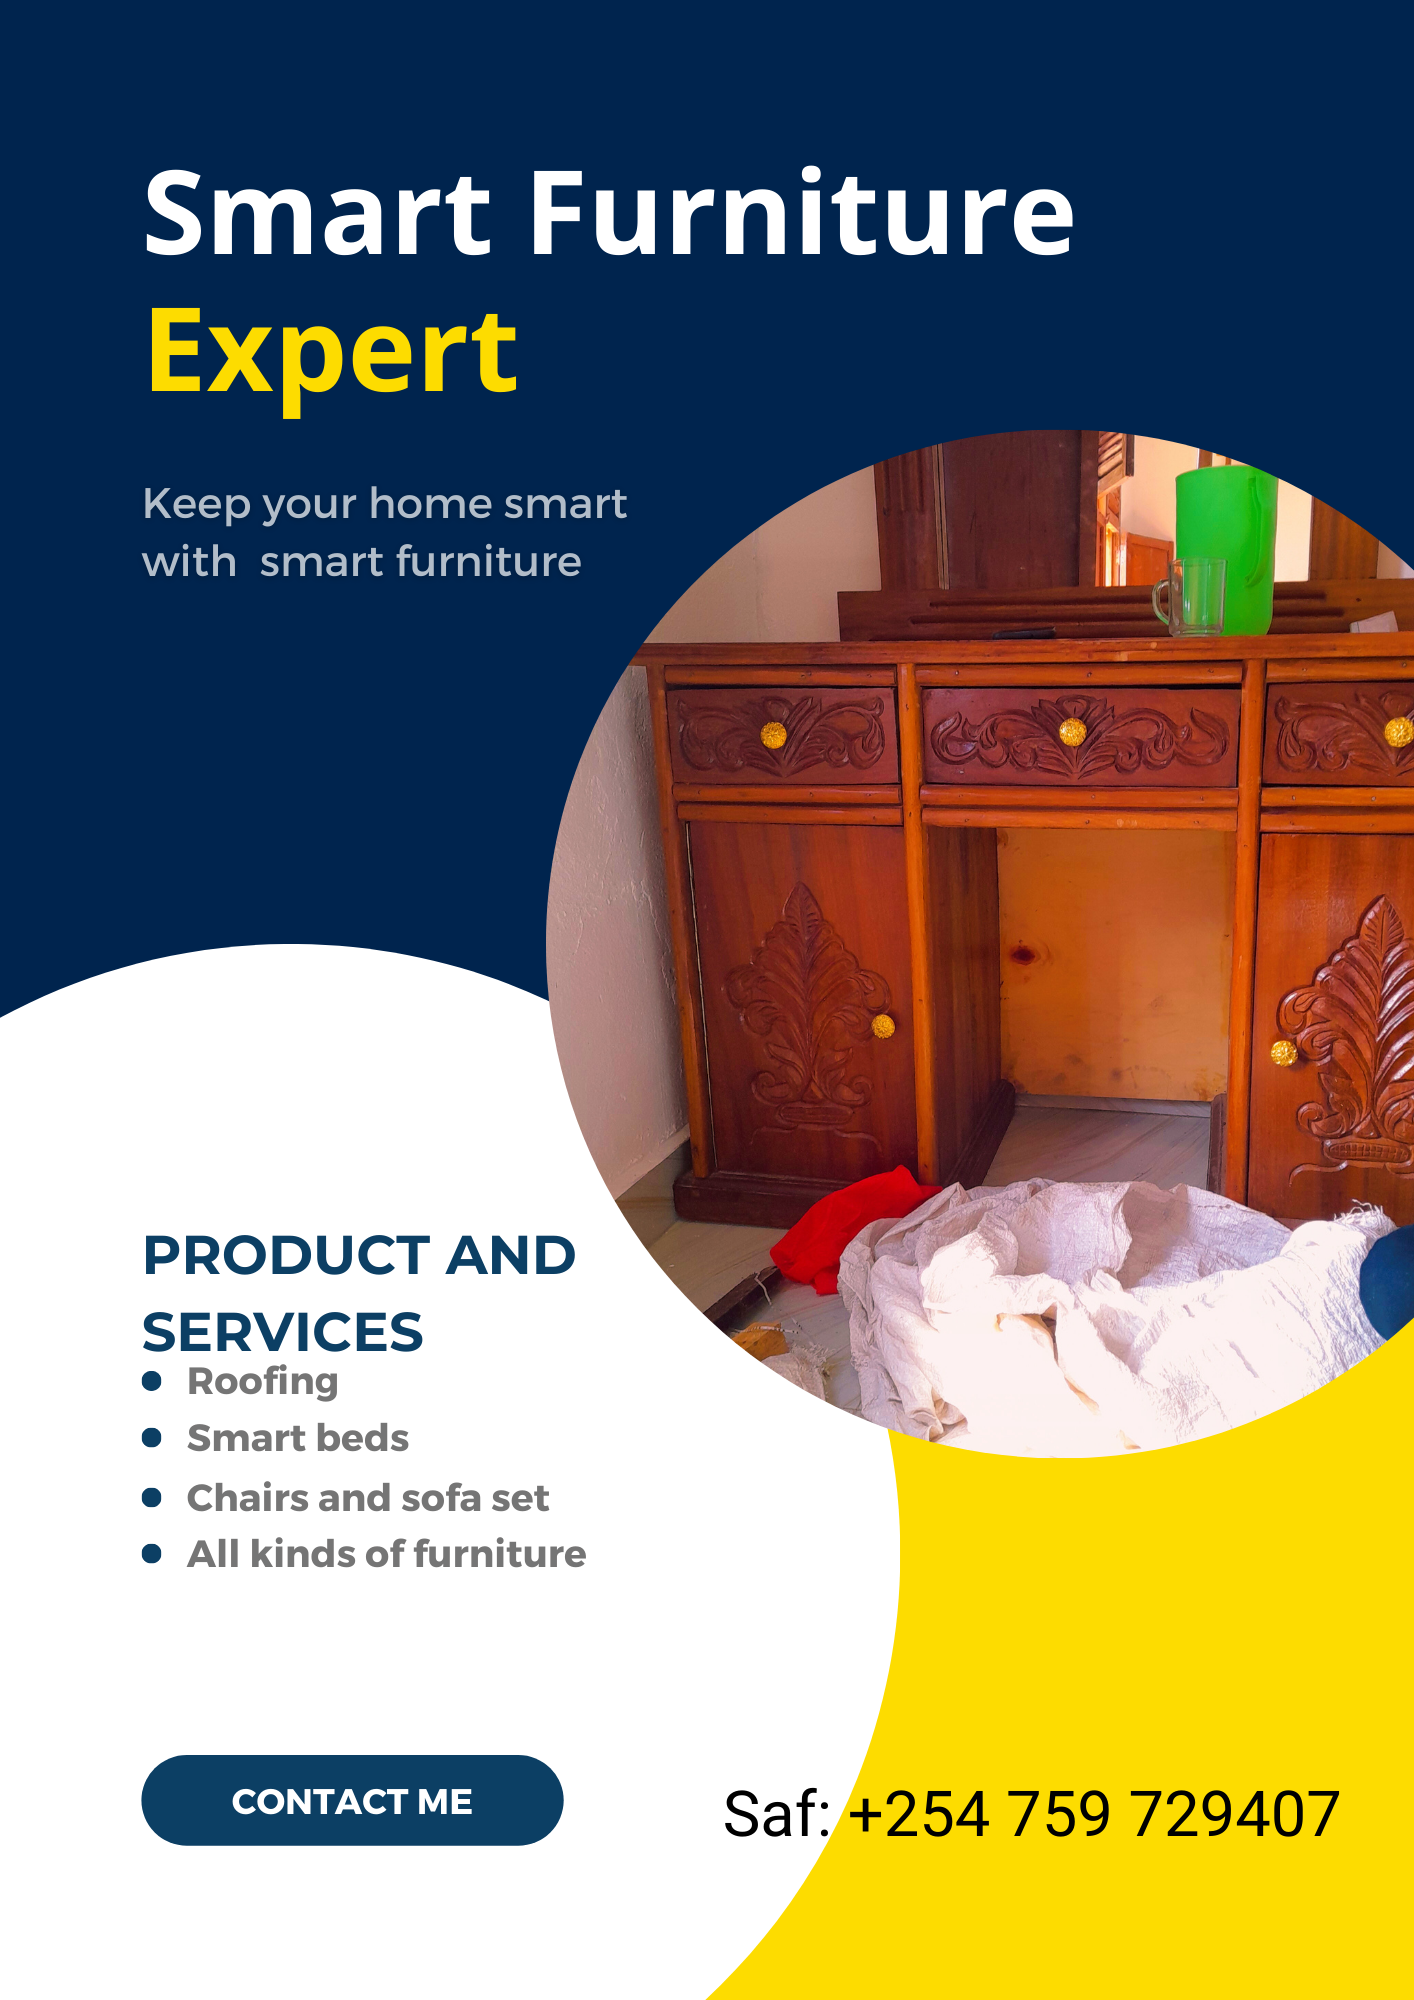 Smart Furniture
Expert
Keep your home smart
with smart furniture
PRODUCT AND
SERVICES
Roofing
Smart beds
Chairs and sofa set
All kinds of furniture
CONTACT ME
Saf: +254 759 729407